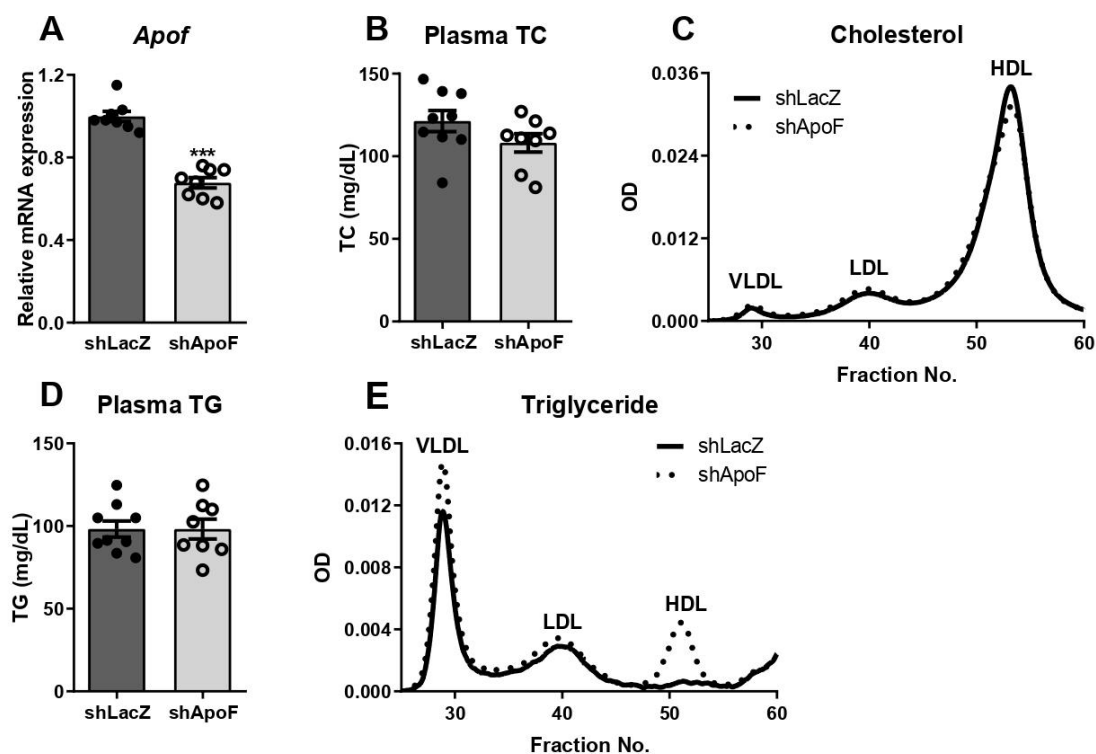 A
Apof
Relative mRNA expression
1.2
0.8
0.4
0.0
***
shLacZ shApoF
B
Plasma TC
TC (mg/dL)
150
100
50
0
shLacZ shApoF
C
Cholesterol
OD
0.036
0.024
0.012
0.000
shLacZ
shApoF
VLDL
LDL
HDL
30 40 50 60
Fraction No.
D
Plasma TG
TG (mg/dL)
150
100
50
0
shLacZ shApoF
E
Triglyceride
OD
0.016
0.012
0.008
0.004
0.000
shLacZ
shApoF
VLDL
LDL
HDL
30 40 50 60
Fraction No.